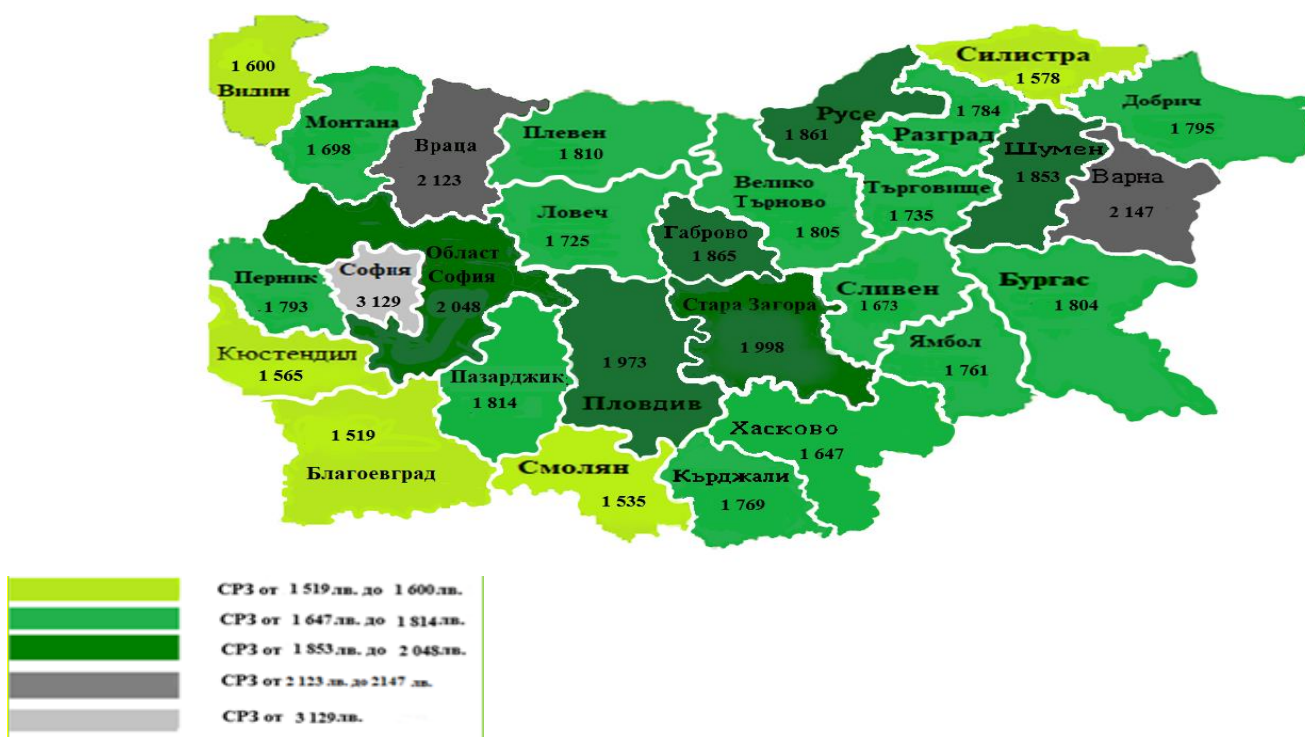 1 600
Видин
Монтана
1 698
Враца
2 123
Плевен
1 810
Ловеч
1 725
Русе
1 861
Силистра
1 578
1 784
Разград
Добрич
1 795
Шумен
1 853
Варна
2 147
Велико
Търново
1 805
Търговище
1 735
Габрово
1 865
Област
София
2 048
София
3 129
Перник
1 793
Кюстендил
1 565
1 519
Благоевград
Пазарджик
1 814
1 973
Пловдив
Стара Загора
1 998
Сливен
1 673
Бургас
1 804
Ямбол
1 761
Хасково
1 647
Смолян
1 535
Кърджали
1 769
СРЗ от 1 519 лв. до 1 600 лв.
СРЗ от 1 647 лв. до 1 814 лв.
СРЗ от 1 853 лв. до 2 048 лв.
СРЗ от 2 123 лв. до 2147 лв.
СРЗ от 3 129 лв.